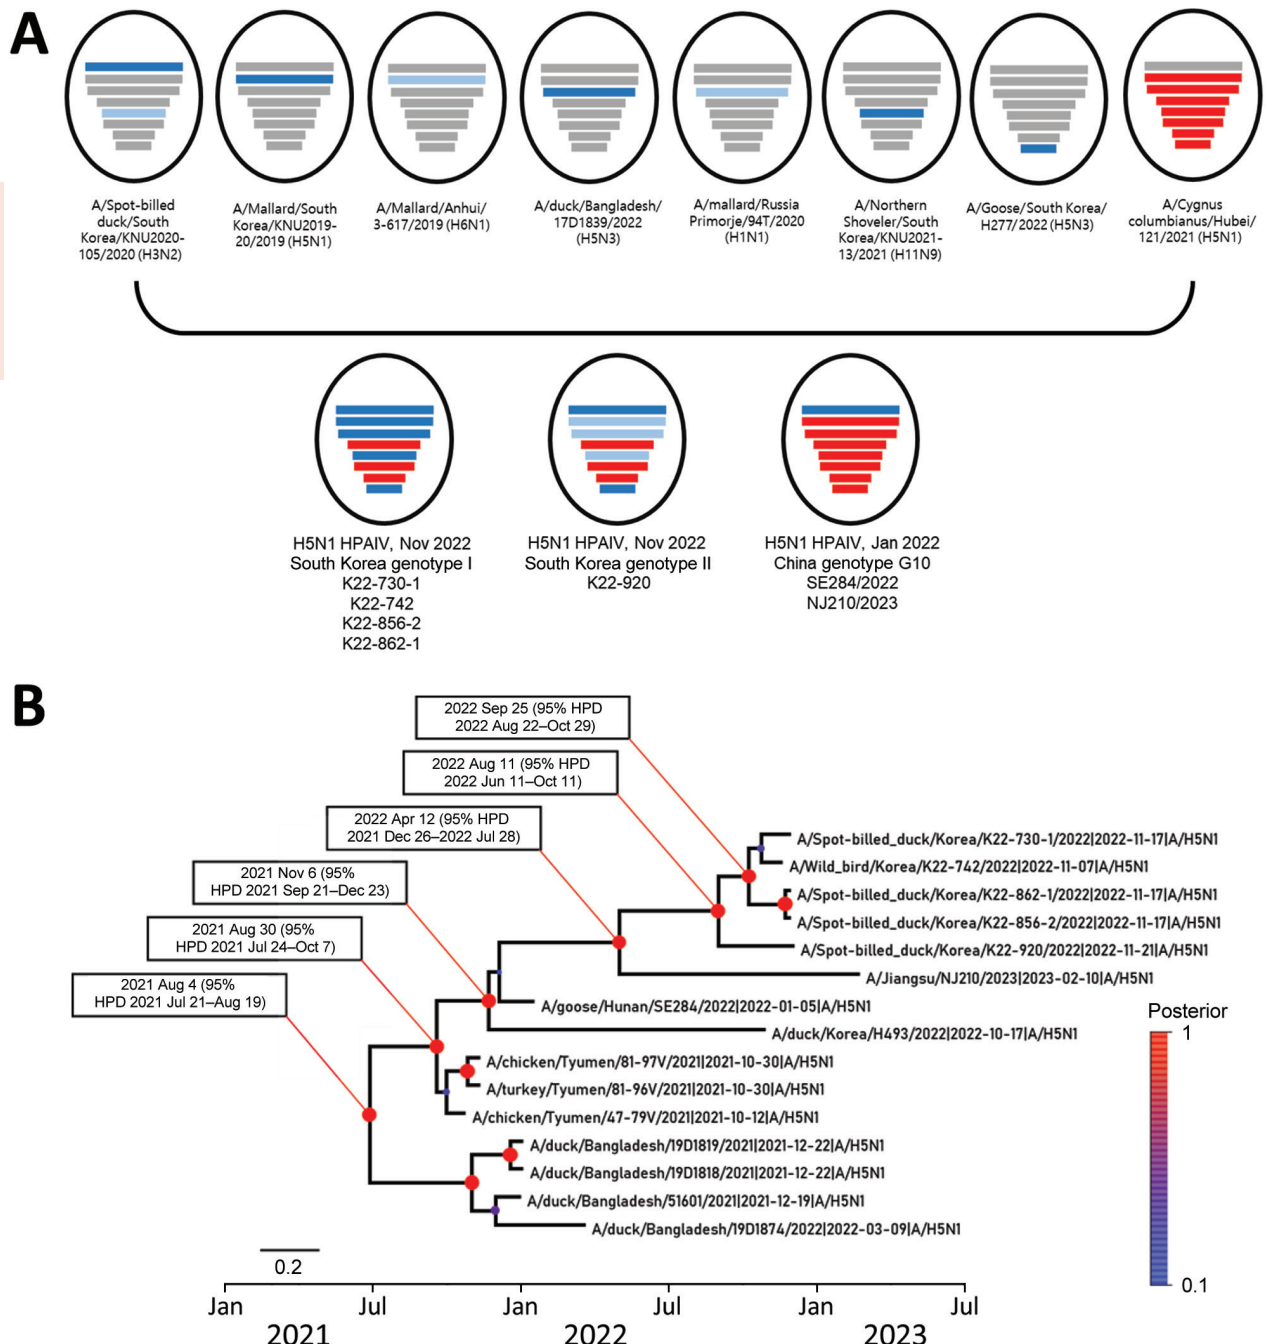 A
A/Spot-billed
duck/South
Korea/KNU2020-
105/2020 (H3N2)
A/Mallard/South
Korea/KNU2019-
20/2019 (H5N1)
A/Mallard/Anhui/
3-617/2019 (H6N1)
A/duck/Bangladesh/
17D1839/2022
(H5N3)
A/mallard/Russia
Primorje/94T/2020
(H1N1)
A/Northern
Shoveler/South
Korea/KNU2021-
13/2021 (H11N9)
A/Goose/South Korea/
H277/2022 (H5N3)
A/Cygnus
columbianus/Hubei/
121/2021 (H5N1)
H5N1 HPAIV, Nov 2022
South Korea genotype I
K22-730-1
K22-742
K22-856-2
K22-862-1
H5N1 HPAIV, Nov 2022
South Korea genotype II
K22-920
H5N1 HPAIV, Jan 2022
China genotype G10
SE284/2022
NJ210/2023
B
2022 Sep 25 (95% HPD
2022 Aug 22–Oct 29)
2022 Aug 11 (95% HPD
2022 Jun 11–Oct 11)
2022 Apr 12 (95% HPD
2021 Dec 26–2022 Jul 28)
2021 Nov 6 (95%
HPD 2021 Sep 21–Dec 23)
2021 Aug 30 (95%
HPD 2021 Jul 24–Oct 7)
2021 Aug 4 (95%
HPD 2021 Jul 21–Aug 19)
A/Spot-billed_duck/Korea/K22-730-1/2022|2022-11-17|A/H5N1
A/Wild_bird/Korea/K22-742/2022|2022-11-07|A/H5N1
A/Spot-billed_duck/Korea/K22-862-1/2022|2022-11-17|A/H5N1
A/Spot-billed_duck/Korea/K22-856-2/2022|2022-11-17|A/H5N1
A/Spot-billed_duck/Korea/K22-920/2022|2022-11-21|A/H5N1
A/Jiangsu/NJ210/2023|2023-02-10|A/H5N1
A/goose/Hunan/SE284/2022|2022-01-05|A/H5N1
A/duck/Korea/H493/2022|2022-10-17|A/H5N1
A/chicken/Tyumen/81-97V/2021|2021-10-30|A/H5N1
A/turkey/Tyumen/81-96V/2021|2021-10-30|A/H5N1
A/chicken/Tyumen/47-79V/2021|2021-10-12|A/H5N1
A/duck/Bangladesh/19D1819/2021|2021-12-22|A/H5N1
A/duck/Bangladesh/19D1818/2021|2021-12-22|A/H5N1
A/duck/Bangladesh/51601/2021|2021-12-19|A/H5N1
A/duck/Bangladesh/19D1874/2022|2022-03-09|A/H5N1
Posterior
1
0.1
0.2
Jan Jul Jan Jul Jan Jul
2021 2022 2023